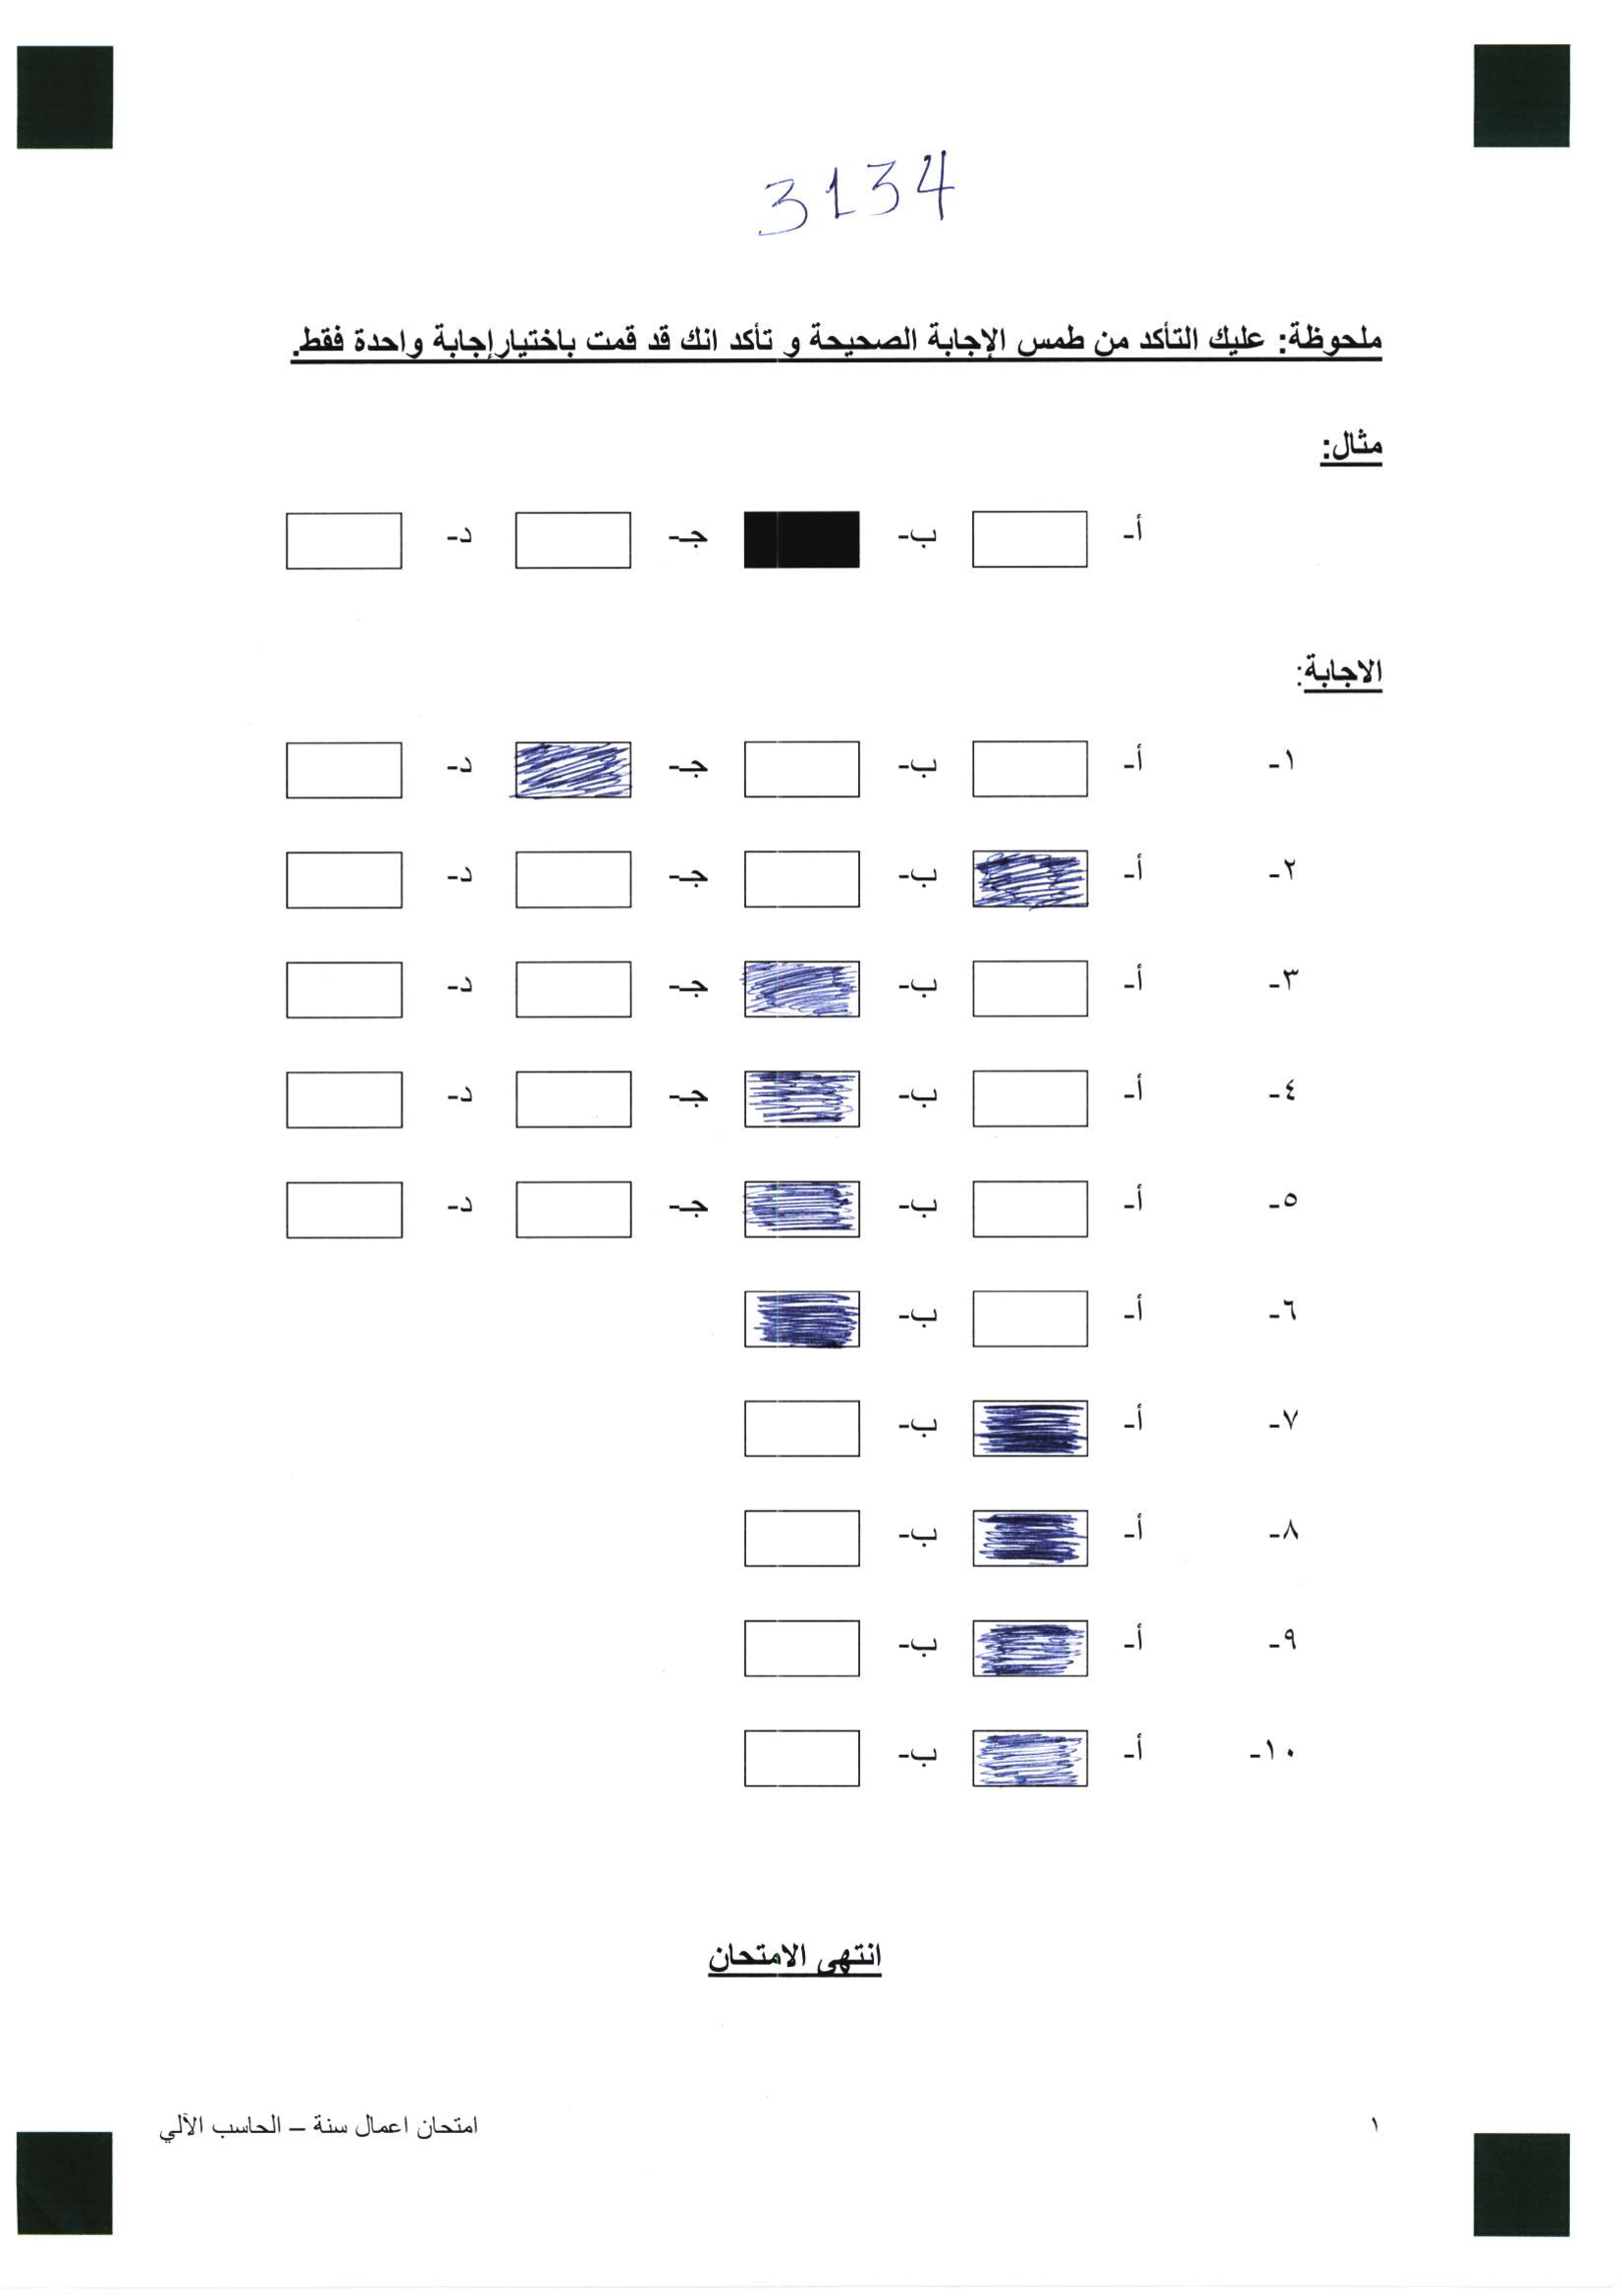 3134
ملحوظة: عليك التأكد من طمس الإجابة الصحيحة و تأكد انك قد قمت باختيارإجابة واحدة فقط.
مثال:
أ- ب- جـ- د-
الاجابة:
١- أ- ب- جـ- د-
٢- أ- ب- جـ- د-
٣- أ- ب- جـ- د-
٤- أ- ب- جـ- د-
٥- أ- ب- جـ- د-
٦- أ- ب-
٧- أ- ب-
٨- أ- ب-
٩- أ- ب-
١٠- أ- ب-
انتهى الامتحان
١ امتحان اعمال سنة – الحاسب الآلي